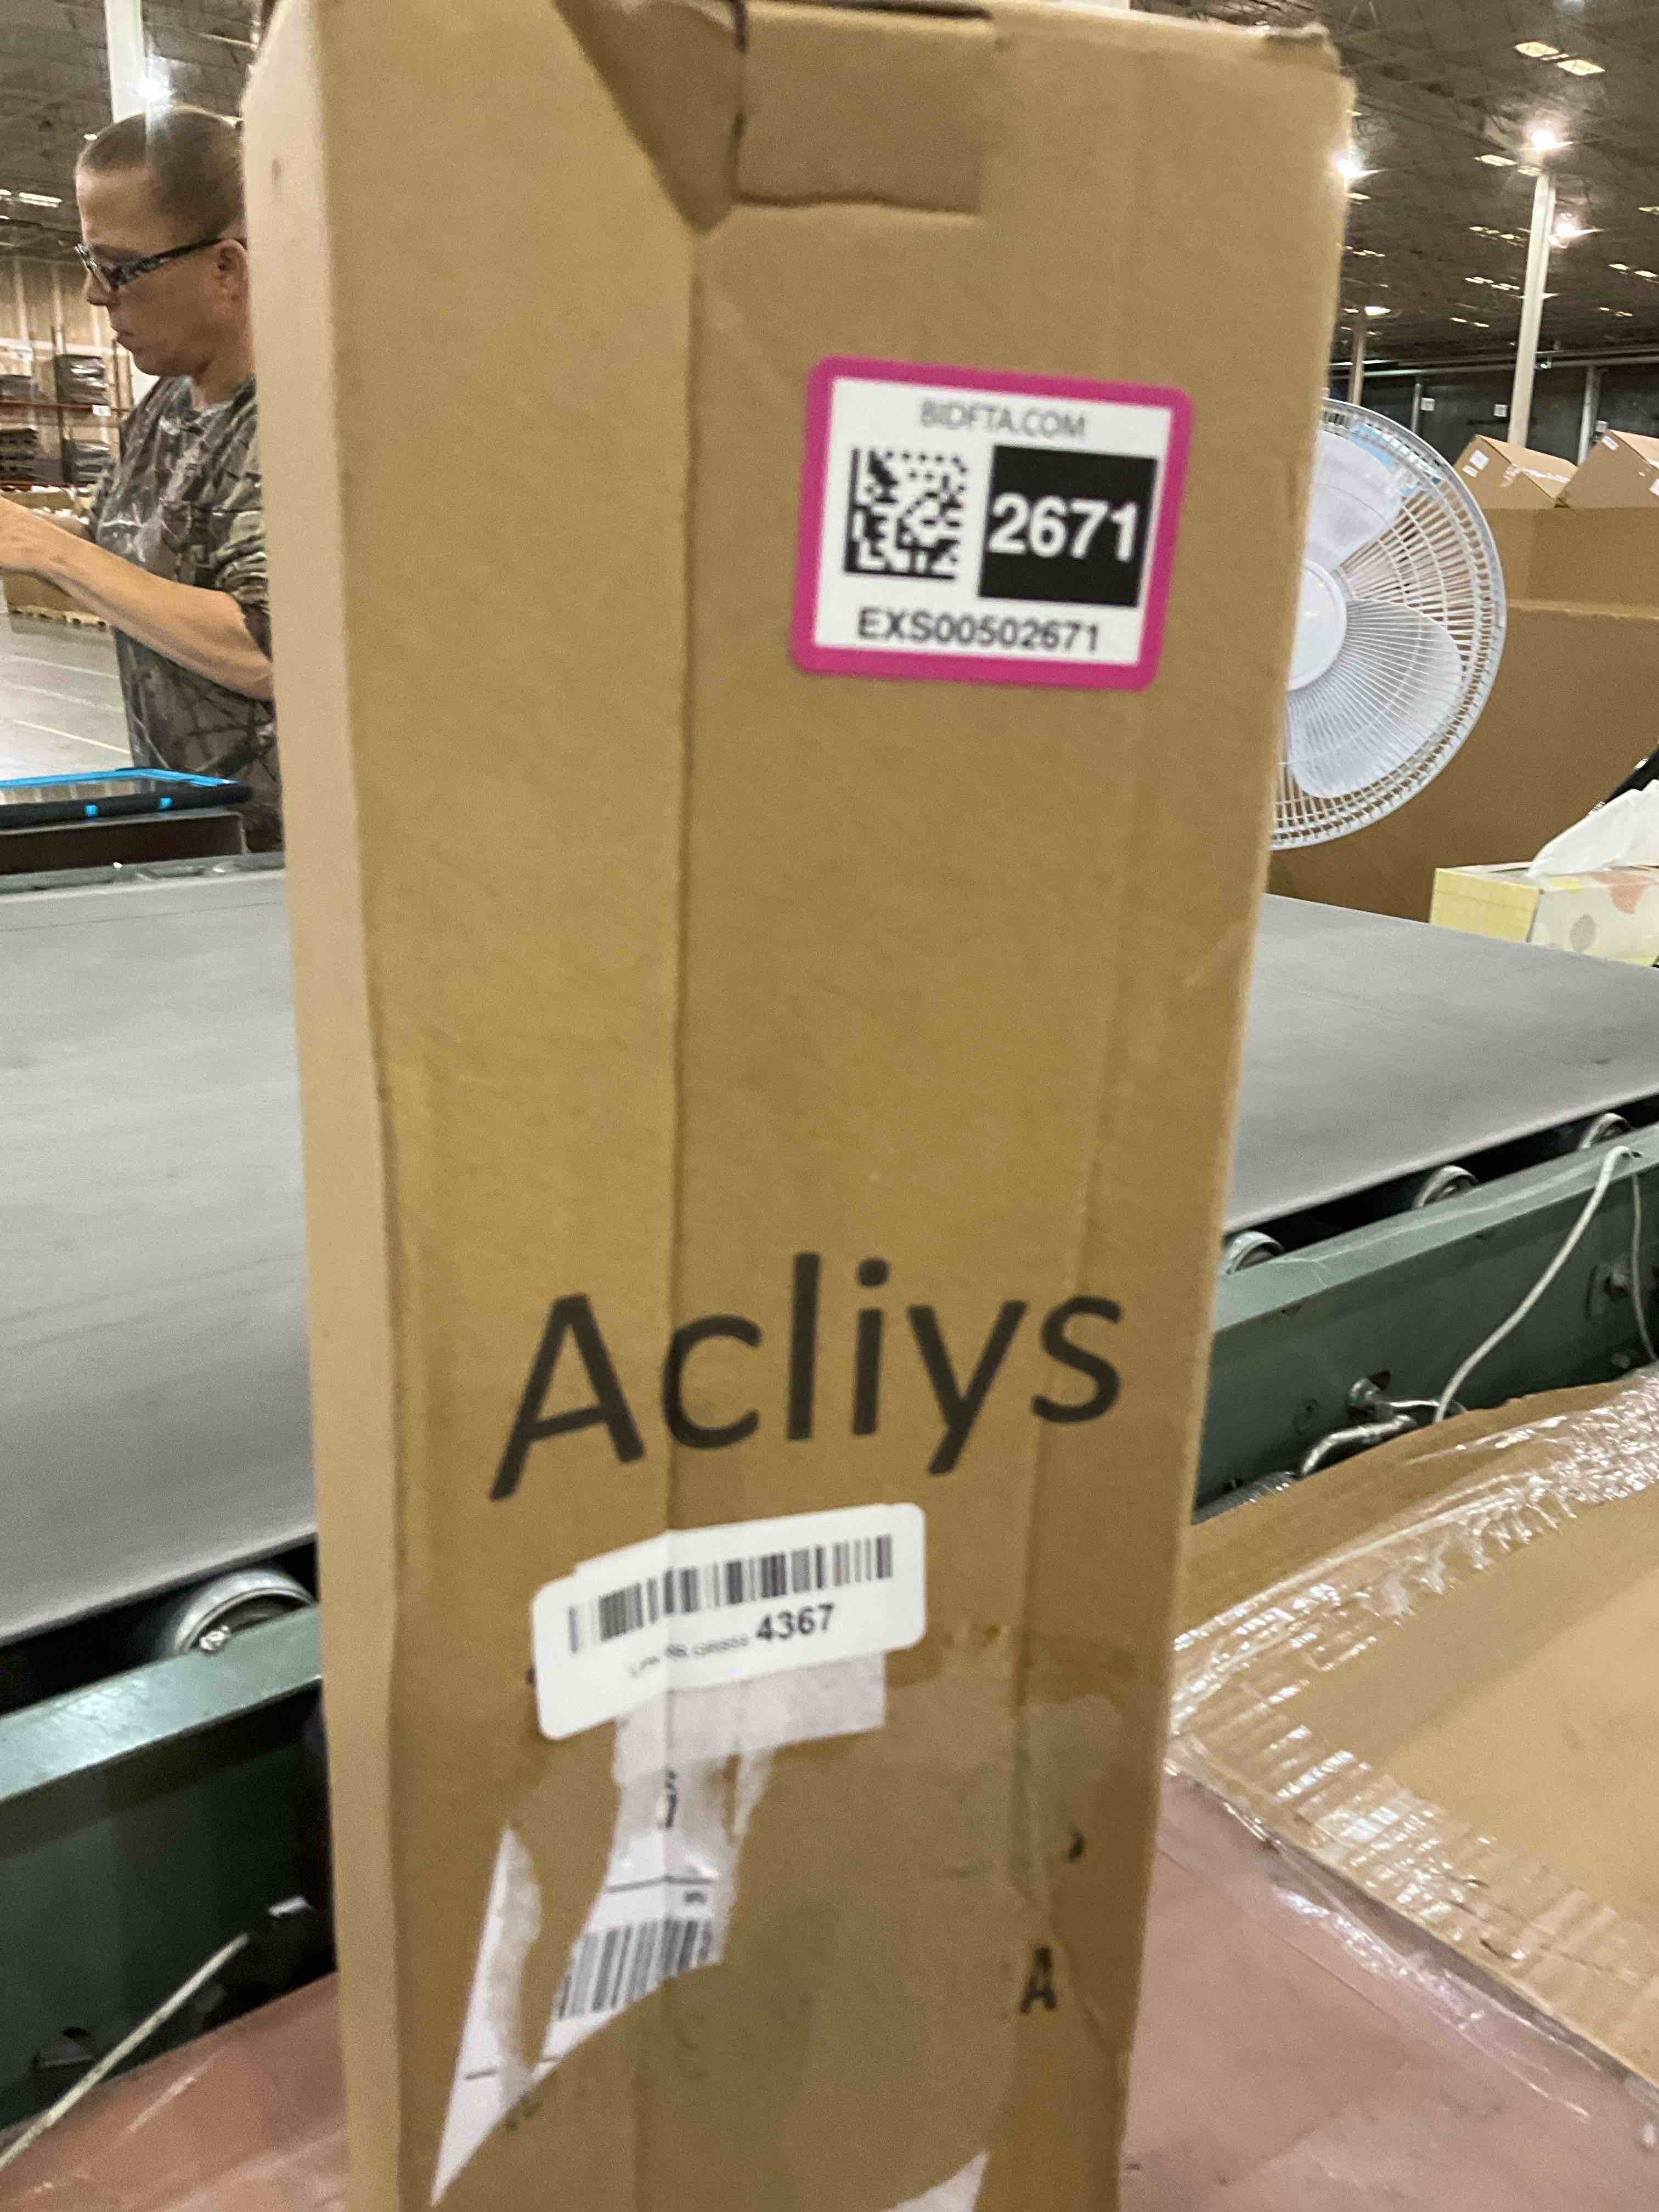 BIDFTA.COM
2671
EXS00502671
Acliys
4367
A